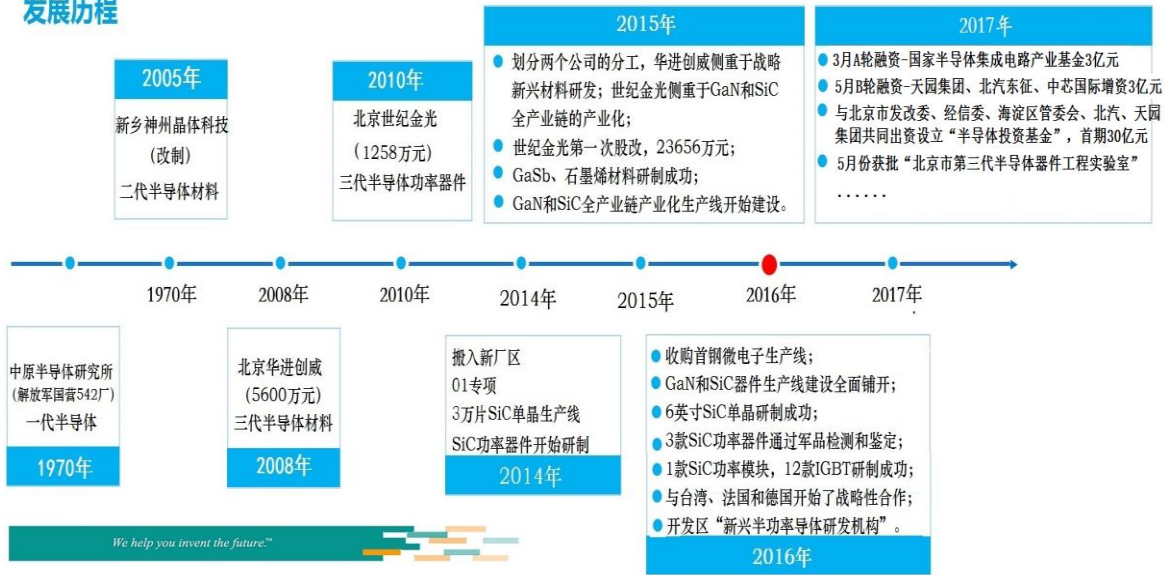 发展历程
2005年
新乡神州晶体科技
(改制)
二代半导体材料
2010年
北京世纪金光
(1258万元)
三代半导体功率器件
2015年
划分两个公司的分工，华进创威侧重于战略
新兴材料研发；世纪金光侧重于GaN和SiC
全产业链的产业化；
世纪金光第一次股改，23656万元；
GaSb、石墨烯材料研制成功；
GaN和SiC全产业链产业化生产线开始建设。
2017年
3月A轮融资-国家半导体集成电路产业基金3亿元
5月B轮融资-天园集团、北汽东征、中芯国际增资3亿元
与北京市发改委、经信委、海淀区管委会、北汽、天园
集团共同出资设立“半导体投资基金”，首期30亿元
5月份获批“北京市第三代半导体器件工程实验室”
......
1970年
2008年
2010年
2014年
2015年
2016年
2017年
中原半导体研究所
(解放军国营542厂)
一代半导体
1970年
北京华进创威
(5600万元)
三代半导体材料
2008年
搬入新厂区
01专项
3万片SiC单晶生产线
SiC功率器件开始研制
2014年
收购首钢微电子生产线；
GaN和SiC器件生产线建设全面铺开；
6英寸SiC单晶研制成功；
3款SiC功率器件通过军品检测和鉴定；
1款SiC功率模块，12款IGBT研制成功；
与台湾、法国和德国开始了战略性合作；
开发区“新兴半功率导体研发机构”。
2016年
We help you invent the future.™